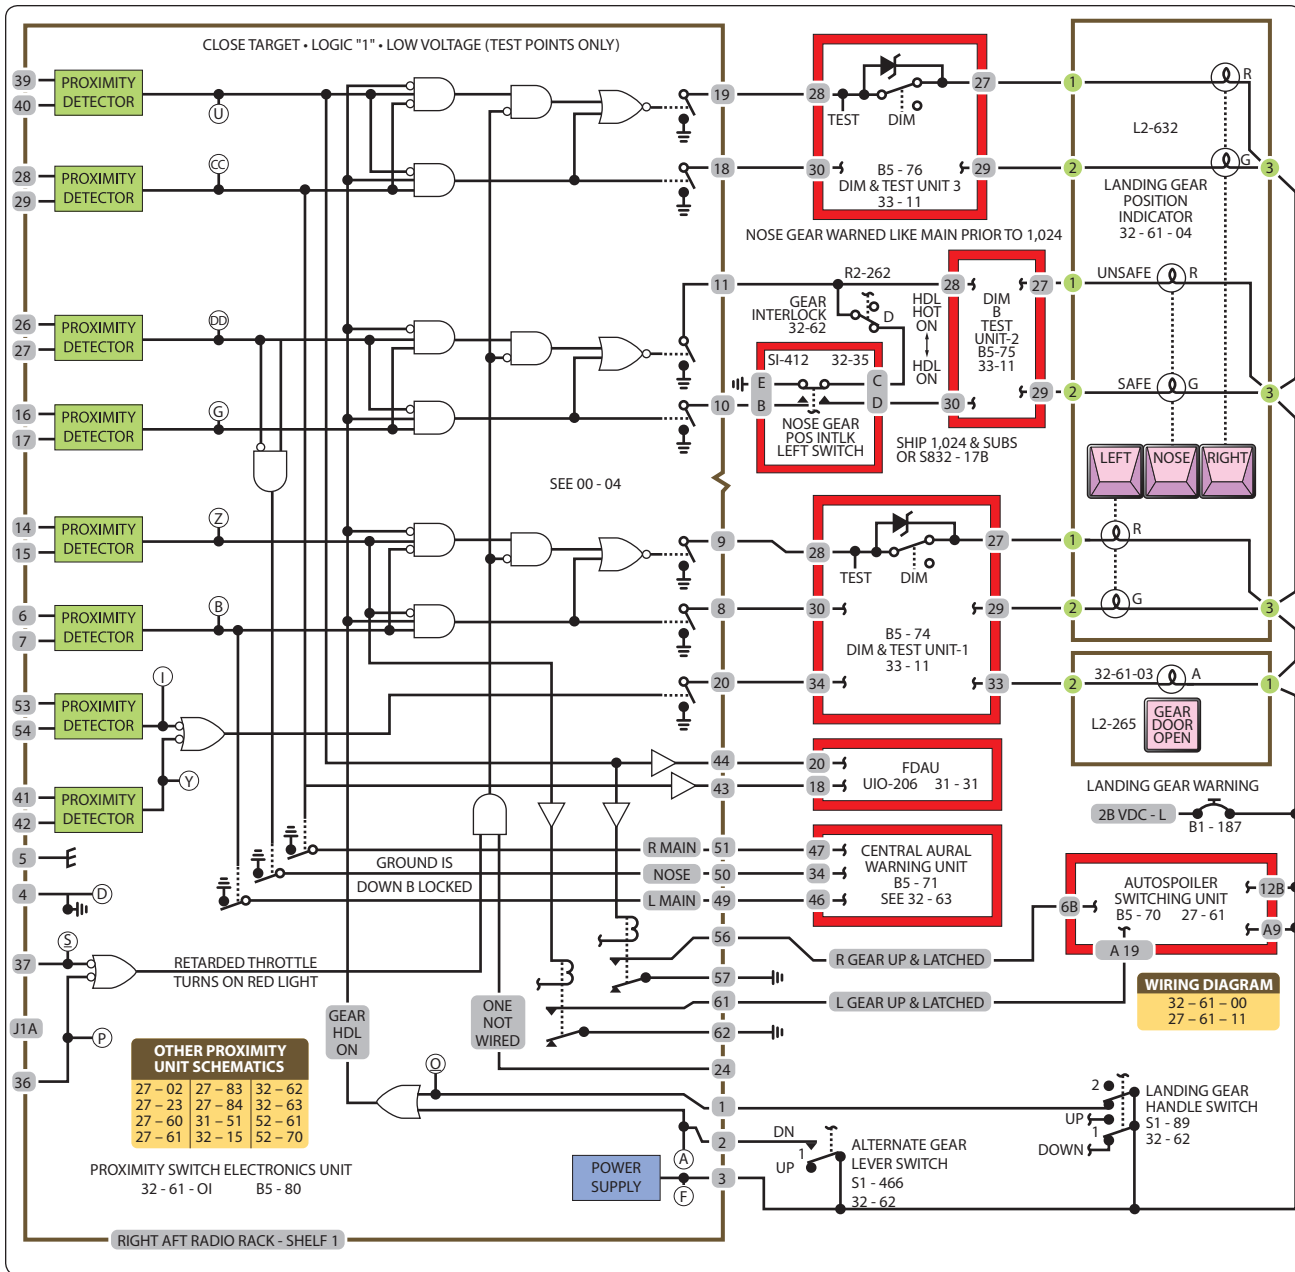 CLOSE TARGET • LOGIC "1" • LOW VOLTAGE (TEST POINTS ONLY)
39
40
PROXIMITY
DETECTOR
U
19
28
TEST
DIM
27
1
R
L2-632
28
29
PROXIMITY
DETECTOR
CC
18
30
B5 - 76
DIM & TEST UNIT 3
33 - 11
29
2
G
3
LANDING GEAR
POSITION
INDICATOR
32 - 61 - 04
NOSE GEAR WARNED LIKE MAIN PRIOR TO 1,024
26
27
PROXIMITY
DETECTOR
DD
11
R2-262
GEAR
INTERLOCK
32-62
D
HDL
HOT
ON
HDL
ON
28
27
DIM
B
TEST
UNIT-2
B5-75
33-11
1
UNSAFE
R
16
17
PROXIMITY
DETECTOR
G
10
SI-412
32-35
E
C
B
D
NOSE GEAR
POS INTLK
LEFT SWITCH
30
29
2
SAFE
G
3
SHIP 1,024 & SUBS
OR S832 - 17B
LEFT
NOSE
RIGHT
SEE 00 - 04
14
15
PROXIMITY
DETECTOR
Z
9
28
TEST
DIM
27
1
R
6
7
PROXIMITY
DETECTOR
B
8
30
B5 - 74
DIM & TEST UNIT-1
33 - 11
29
2
G
3
53
54
PROXIMITY
DETECTOR
I
20
34
33
2
32-61-03
A
1
L2-265
GEAR
DOOR
OPEN
41
42
PROXIMITY
DETECTOR
Y
44
43
20
18
FDAU
UIO-206
31 - 31
LANDING GEAR WARNING
2B VDC - L
B1 - 187
5
4
D
GROUND IS
DOWN B LOCKED
R MAIN
51
47
NOSE
50
34
L MAIN
49
46
CENTRAL AURAL
WARNING UNIT
B5 - 71
SEE 32 - 63
6B
AUTOSPOILER
SWITCHING UNIT
B5 - 70
27 - 61
12B
A9
A 19
37
S
RETARDED THROTTLE
TURNS ON RED LIGHT
56
R GEAR UP & LATCHED
57
61
L GEAR UP & LATCHED
62
WIRING DIAGRAM
32 – 61 – 00
27 – 61 – 11
J1A
P
36
GEAR
HDL
ON
ONE
NOT
WIRED
24
OTHER PROXIMITY
UNIT SCHEMATICS
27 – 02 27 – 83 32 – 62
27 – 23 27 – 84 32 – 63
27 – 60 31 – 51 52 – 61
27 – 61 32 – 15 52 – 70
O
1
2
UP
1
DOWN
LANDING GEAR
HANDLE SWITCH
S1 - 89
32 - 62
2
A
DN
1
UP
ALTERNATE GEAR
LEVER SWITCH
S1 - 466
32 - 62
POWER
SUPPLY
3
F
PROXIMITY SWITCH ELECTRONICS UNIT
32 - 61 - OI
B5 - 80
RIGHT AFT RADIO RACK - SHELF 1